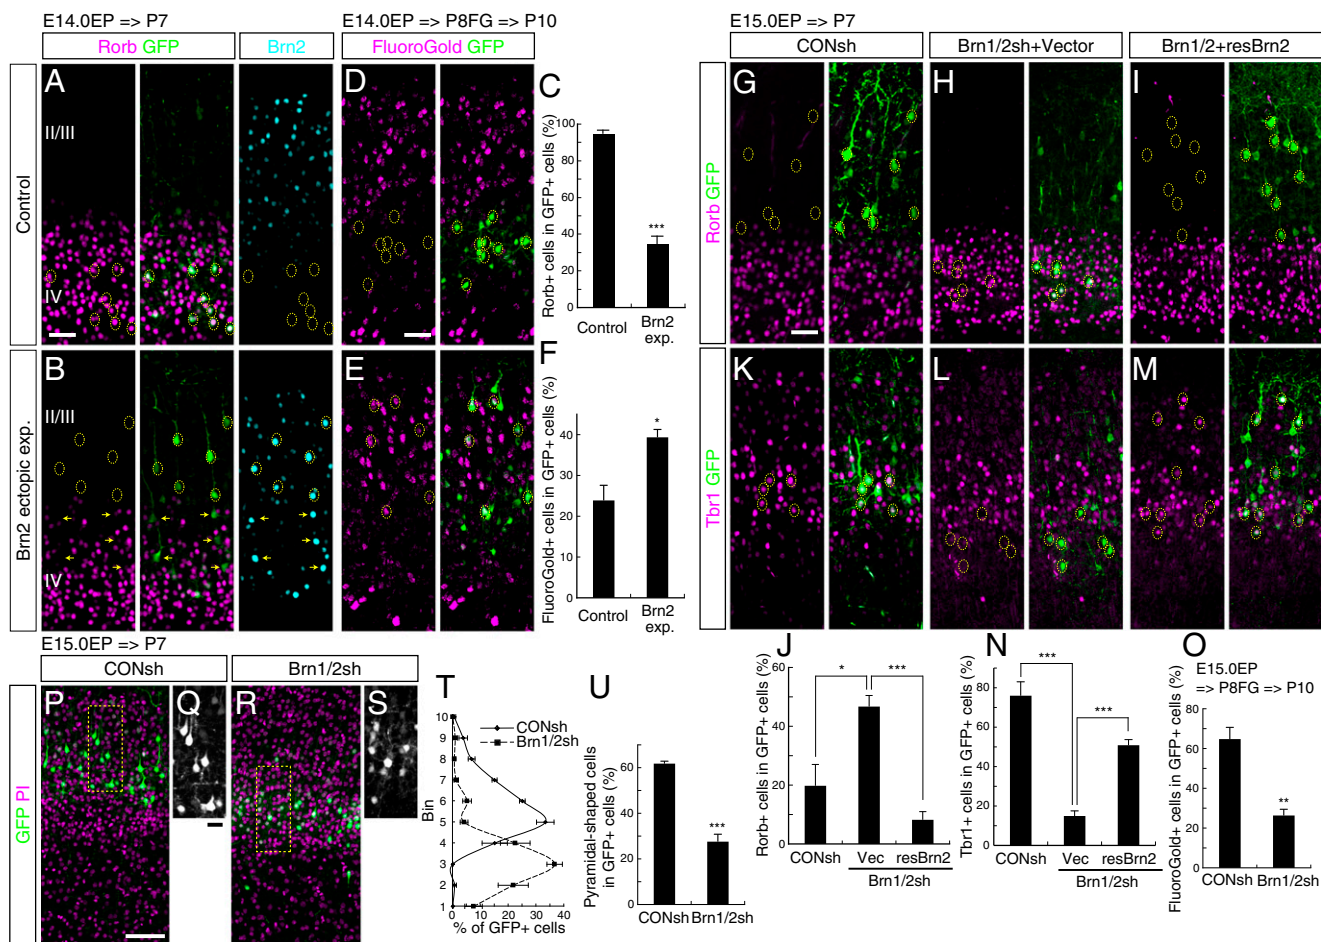 E14.0EP => P7
E14.0EP => P8FG => P10
E15.0EP => P7
Rorb GFP
Brn2
FluoroGold GFP
CONsh
Brn1/2sh+Vector
Brn1/2+resBrn2
Control
A
II/III
IV
D
C
Rorb+ cells in GFP+ cells (%)
100
80
60
40
20
0
***
Control
Brn2
exp.
G
H
I
Rorb GFP
Brn2 ectopic exp.
B
II/III
IV
E
F
FluoroGold+ cells in GFP+ cells (%)
40
30
20
10
0
*
Control
Brn2
exp.
Tbr1 GFP
K
L
M
E15.0EP => P7
CONsh
Brn1/2sh
GFP PI
P
Q
R
S
T
Bin
10
9
8
7
6
5
4
3
2
1
CONsh
Brn1/2sh
0 10 20 30 40
% of GFP+ cells
U
Pyramidal-shaped cells
in GFP+ cells (%)
60
40
20
0
***
CONsh Brn1/2sh
J
Rorb+ cells in GFP+ cells (%)
60
40
20
0
*
***
CONsh Vec resBrn2
Brn1/2sh
N
Tbr1+ cells in GFP+ cells (%)
100
80
60
40
20
0
***
***
CONsh Vec resBrn2
Brn1/2sh
O
E15.0EP
=> P8FG => P10
FluoroGold+ cells in GFP+ cells (%)
80
60
40
20
0
**
CONsh Brn1/2sh